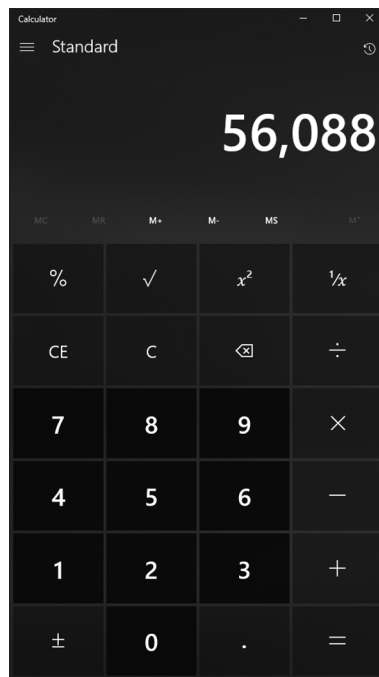 Calculator
Standard
56,088
MC MR M+ M- MS M˅
% √ x² ¹/x
CE C ÷
7 8 9 ×
4 5 6 −
1 2 3 +
± 0 . =